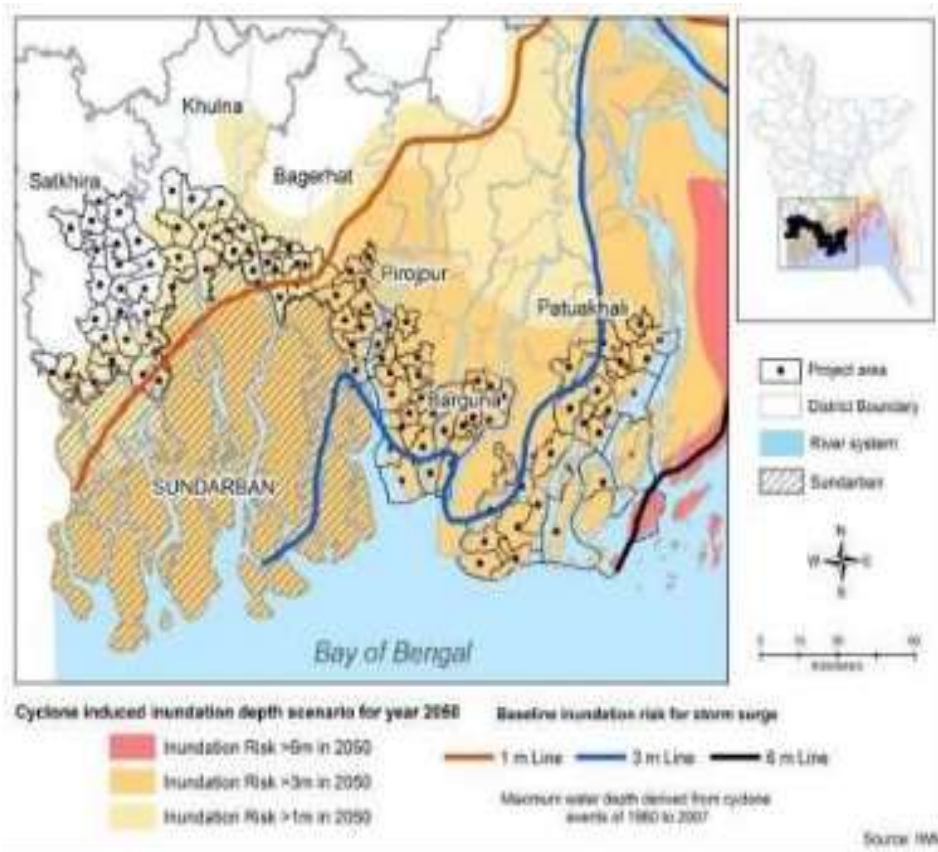 Khulna
Satkhira
Bagerhat
Pirojpur
Patuakhali
Barguna
SUNDARBAN
Bay of Bengal
Project area
District Boundary
River system
Sundarban
N
W
E
S
Cyclone induced inundation depth scenario for year 2050
Inundation Risk >6m in 2050
Inundation Risk >3m in 2050
Inundation Risk >1m in 2050
Baseline inundation risk for storm surge
1 m Line
3 m Line
6 m Line
Maximum water depth derived from cyclone
events of 1960 to 2007
Source: